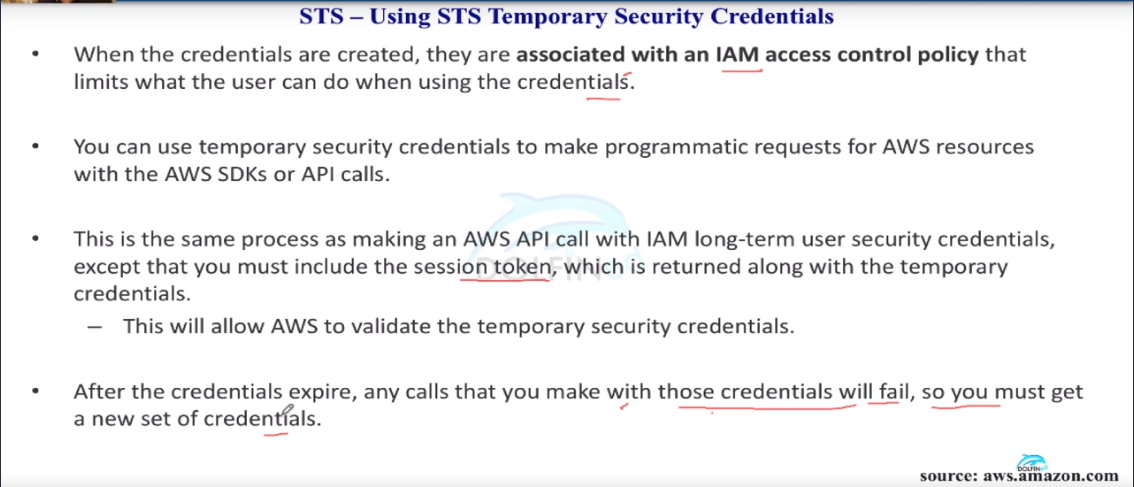 STS – Using STS Temporary Security Credentials
• When the credentials are created, they are associated with an IAM access control policy that
limits what the user can do when using the credentials.
• You can use temporary security credentials to make programmatic requests for AWS resources
with the AWS SDKs or API calls.
• This is the same process as making an AWS API call with IAM long-term user security credentials,
except that you must include the session token, which is returned along with the temporary
credentials.
– This will allow AWS to validate the temporary security credentials.
• After the credentials expire, any calls that you make with those credentials will fail, so you must get
a new set of credentials.
DOLFIN
DOLFIN
source: aws.amazon.com